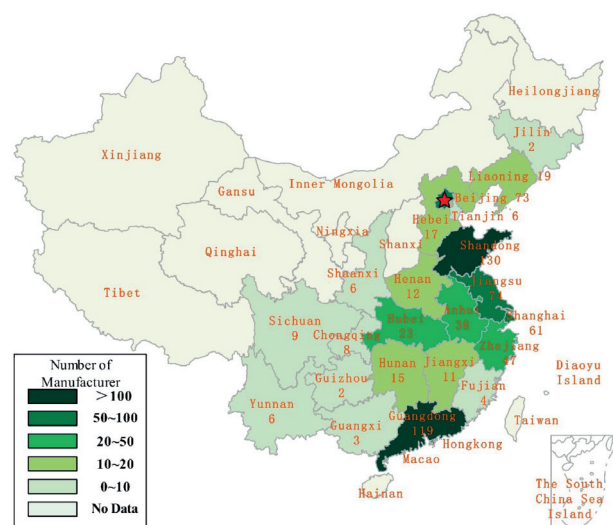 Heilongjiang
Jilin
2
Xinjiang
Liaoning 19
Inner Mongolia
Gansu
Beijing 73
Tianjin 6
Hebei
17
Ningxia
Shanxi
Shandong
130
Qinghai
Shaanxi
6
Henan
12
Jiangsu
74
Tibet
Anhui
38
Shanghai
61
Hubei
23
Sichuan
9
Chongqing
8
Zhejiang
47
Hunan
15
Jiangxi
11
Diaoyu
Island
Guizhou
2
Fujian
4
Yunnan
6
Guangxi
3
Guangdong
119
Taiwan
Hongkong
Macao
Hainan
The South
China Sea
Island
Number of
Manufacturer
＞100
50~100
20~50
10~20
0~10
No Data